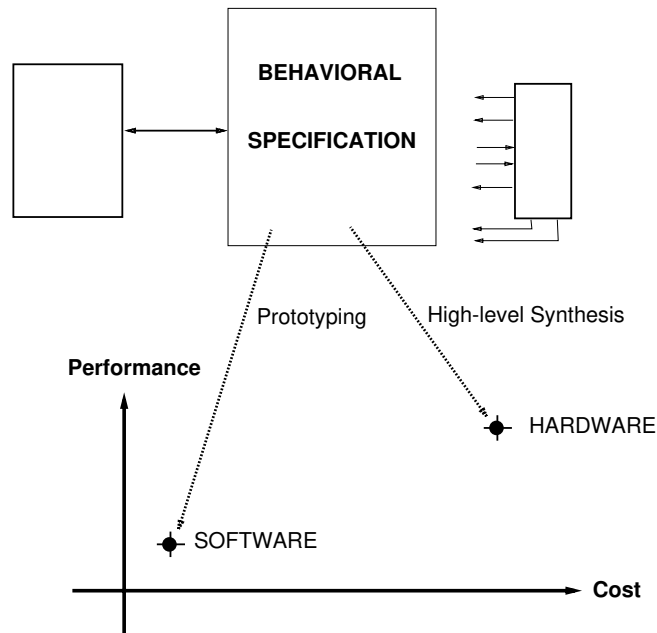 BEHAVIORAL
SPECIFICATION
Prototyping
High-level Synthesis
Performance
HARDWARE
SOFTWARE
Cost